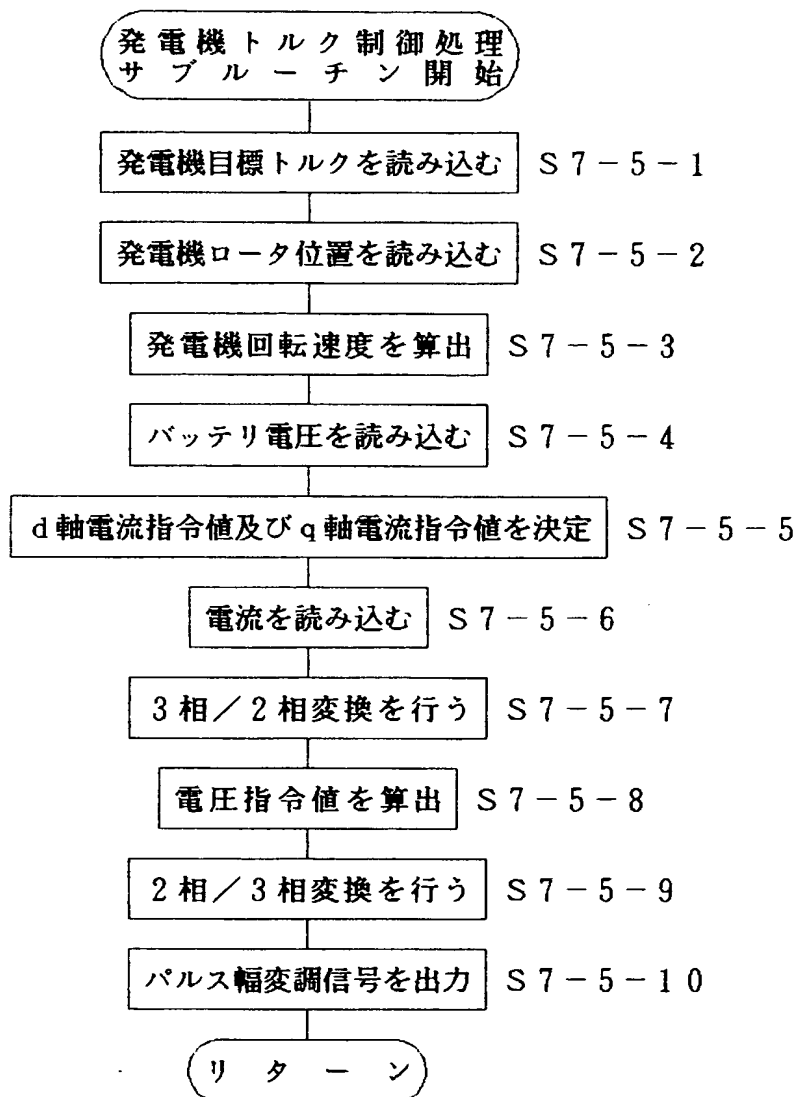 発電機トルク制御処理
サブルーチン開始
発電機目標トルクを読み込む S7-5-1
発電機ロータ位置を読み込む S7-5-2
発電機回転速度を算出 S7-5-3
バッテリ電圧を読み込む S7-5-4
d軸電流指令値及びq軸電流指令値を決定 S7-5-5
電流を読み込む S7-5-6
3相/2相変換を行う S7-5-7
電圧指令値を算出 S7-5-8
2相/3相変換を行う S7-5-9
パルス幅変調信号を出力 S7-5-10
リターン